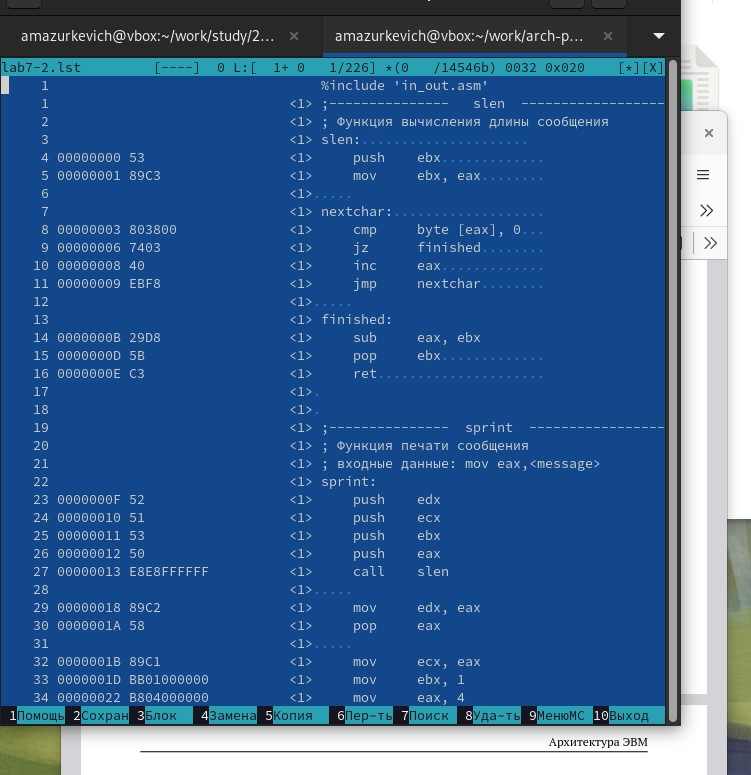 amazurkevich@vbox:~/work/study/2... × amazurkevich@vbox:~/work/arch-p... ×
lab7-2.lst [----] 0 L:[ 1+ 0 1/226] *(0 /14546b) 0032 0x020 [*][X]
1 %include 'in_out.asm'
1 <1> ;--------------- slen ------------------
2 <1> ; Функция вычисления длины сообщения
3 <1> slen:.....................
4 00000000 53 <1> push ebx.............
5 00000001 89C3 <1> mov ebx, eax........
6 <1>.....
7 <1> nextchar:...................
8 00000003 803800 <1> cmp byte [eax], 0...
9 00000006 7403 <1> jz finished........
10 00000008 40 <1> inc eax.............
11 00000009 EBF8 <1> jmp nextchar........
12 <1>.....
13 <1> finished:
14 0000000B 29D8 <1> sub eax, ebx
15 0000000D 5B <1> pop ebx.............
16 0000000E C3 <1> ret.....................
17 <1>.
18 <1>.
19 <1> ;--------------- sprint -----------------
20 <1> ; Функция печати сообщения
21 <1> ; входные данные: mov eax,<message>
22 <1> sprint:
23 0000000F 52 <1> push edx
24 00000010 51 <1> push ecx
25 00000011 53 <1> push ebx
26 00000012 50 <1> push eax
27 00000013 E8E8FFFFFF <1> call slen
28 <1>.....
29 00000018 89C2 <1> mov edx, eax
30 0000001A 58 <1> pop eax
31 <1>.....
32 0000001B 89C1 <1> mov ecx, eax
33 0000001D BB01000000 <1> mov ebx, 1
34 00000022 B804000000 <1> mov eax, 4
1Помощь 2Сохран 3Блок 4Замена 5Копия 6Пер~ть 7Поиск 8Уда~ть 9МенюMC 10Выход
Архитектура ЭВМ